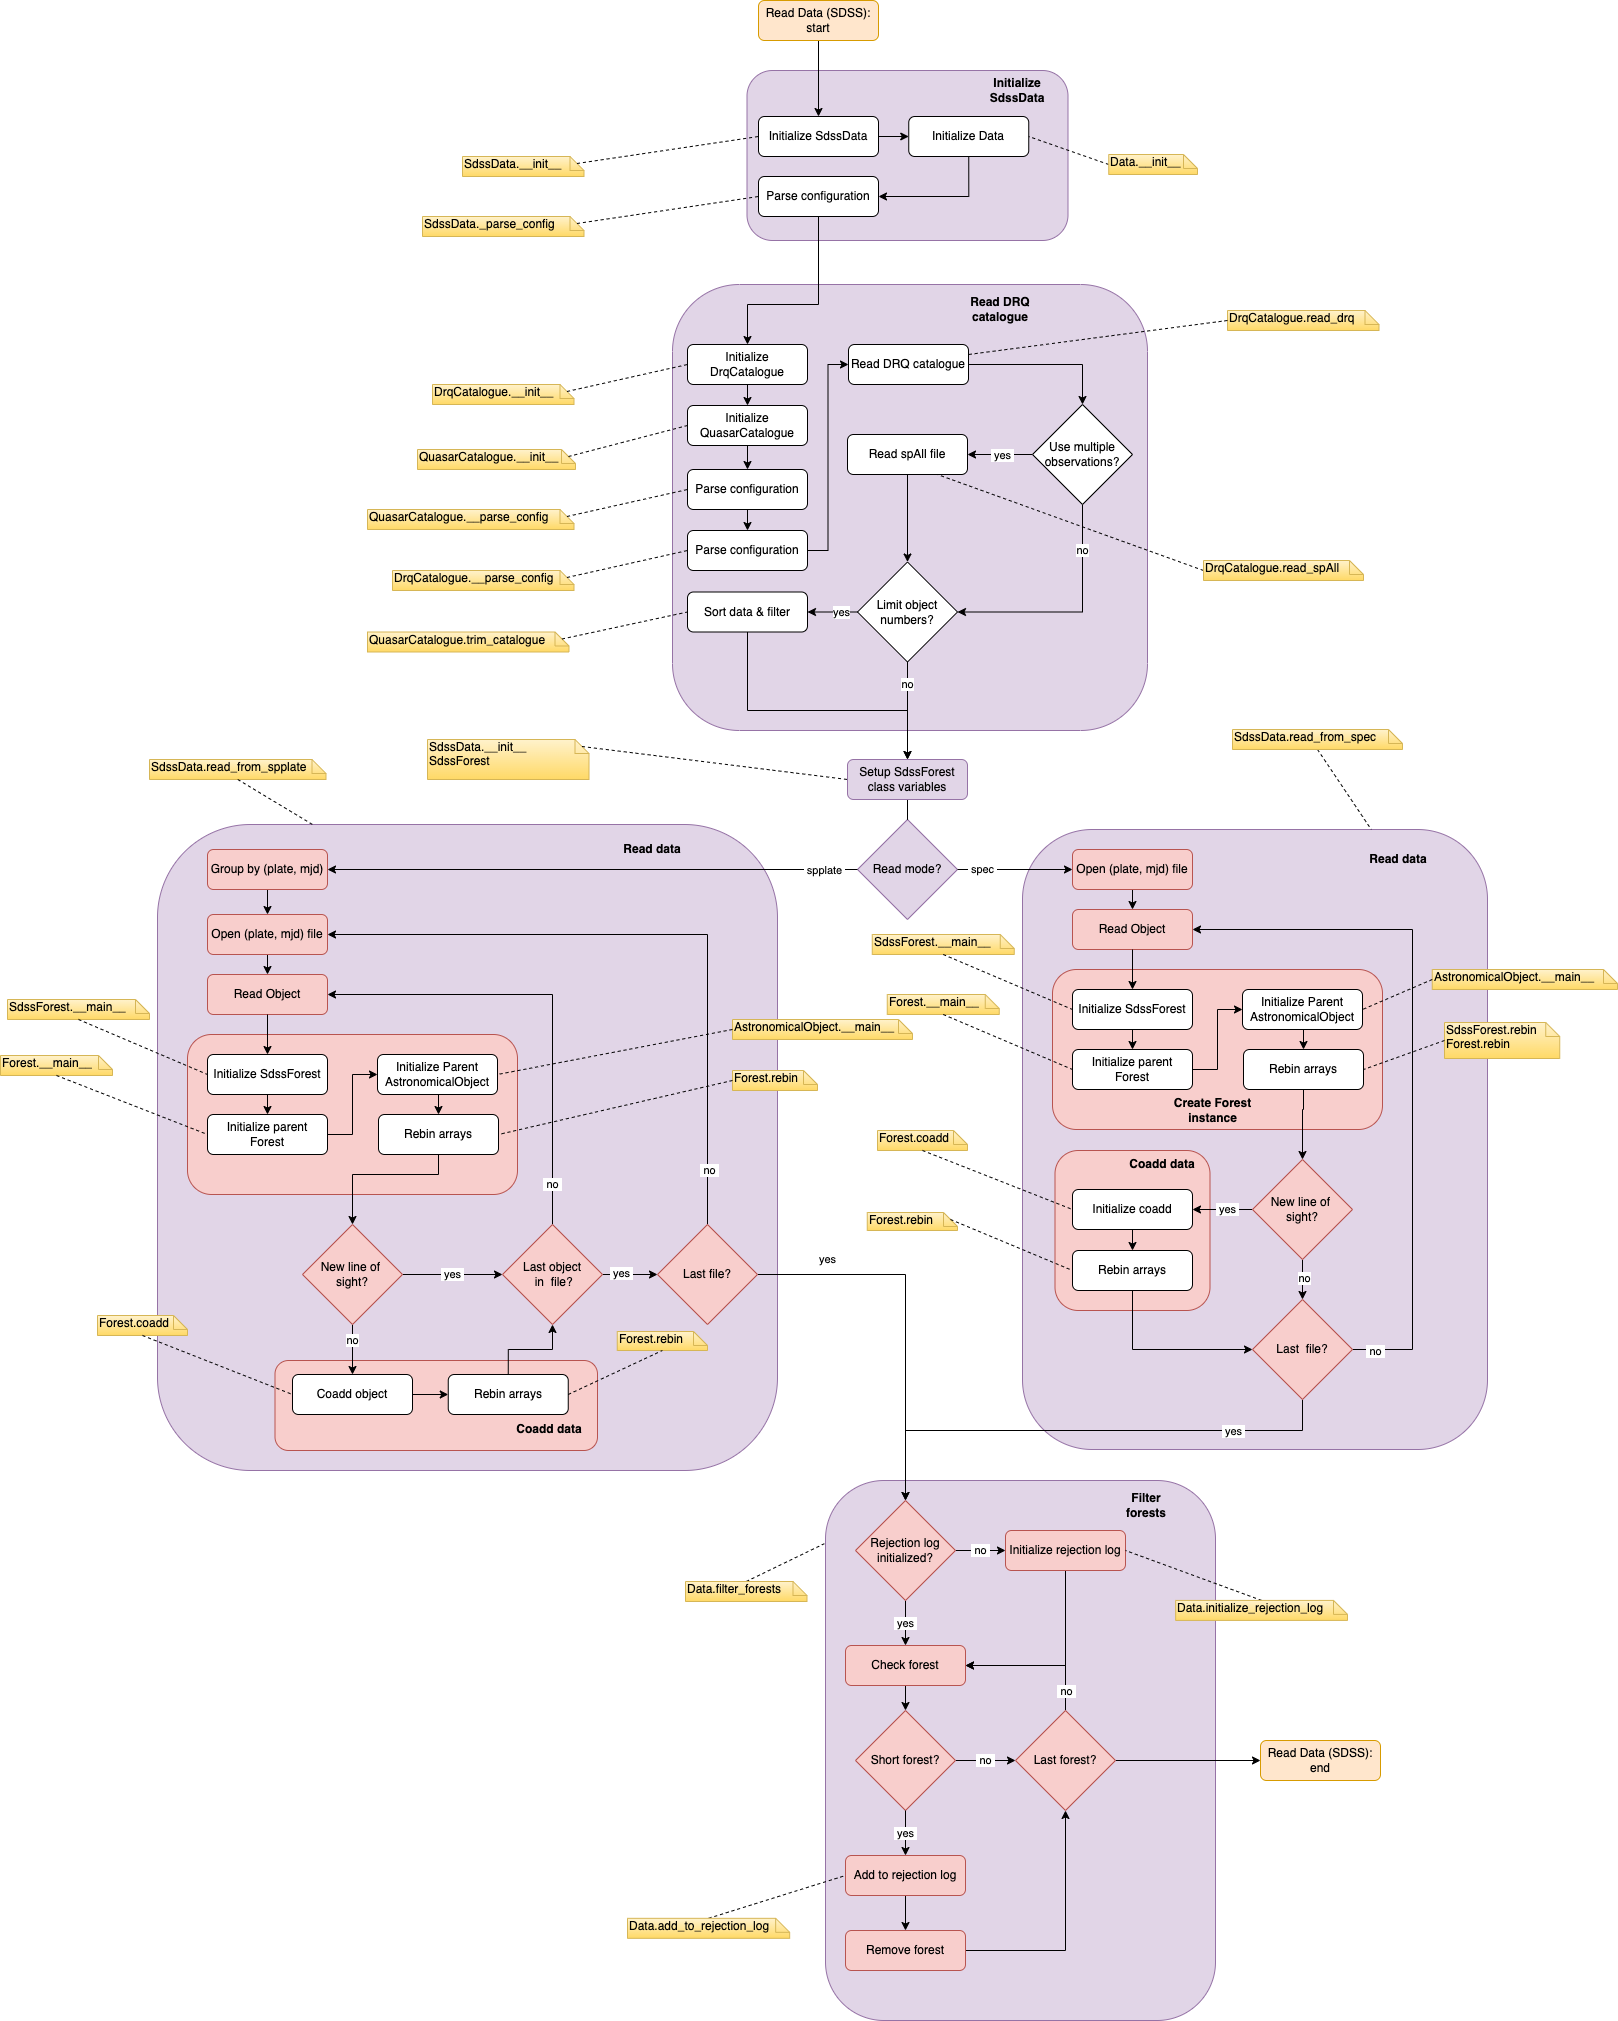 Read Data (SDSS):
start
Initialize
SdssData
Initialize SdssData
Initialize Data
SdssData.__init__
Data.__init__
Parse configuration
SdssData._parse_config
Read DRQ
catalogue
DrqCatalogue.read_drq
Initialize
DrqCatalogue
Read DRQ catalogue
DrqCatalogue.__init__
Initialize
QuasarCatalogue
Use multiple
observations?
yes
Read spAll file
QuasarCatalogue.__init__
Parse configuration
QuasarCatalogue.__parse_config
Parse configuration
no
DrqCatalogue.__parse_config
DrqCatalogue.read_spAll
Sort data & filter
yes
Limit object
numbers?
QuasarCatalogue.trim_catalogue
no
SdssData.__init__
SdssForest
SdssData.read_from_spec
SdssData.read_from_spplate
Setup SdssForest
class variables
Read data
Read data
Group by (plate, mjd)
spplate
Read mode?
spec
Open (plate, mjd) file
Open (plate, mjd) file
Read Object
SdssForest.__main__
Read Object
AstronomicalObject.__main__
SdssForest.__main__
Forest.__main__
Initialize SdssForest
Initialize Parent
AstronomicalObject
AstronomicalObject.__main__
SdssForest.rebin
Forest.rebin
Forest.__main__
Initialize SdssForest
Initialize Parent
AstronomicalObject
Forest.rebin
Initialize parent
Forest
Rebin arrays
Create Forest
instance
Initialize parent
Forest
Rebin arrays
Forest.coadd
Coadd data
no
no
Initialize coadd
yes
New line of
sight?
Forest.rebin
Rebin arrays
no
New line of
sight?
yes
Last object
in  file?
yes
Last file?
yes
Forest.coadd
no
Forest.rebin
Last  file?
no
Coadd object
Rebin arrays
Coadd data
yes
Filter
forests
Rejection log
initialized?
no
Initialize rejection log
Data.filter_forests
Data.initialize_rejection_log
yes
Check forest
no
Short forest?
no
Last forest?
Read Data (SDSS):
end
yes
Add to rejection log
Data.add_to_rejection_log
Remove forest